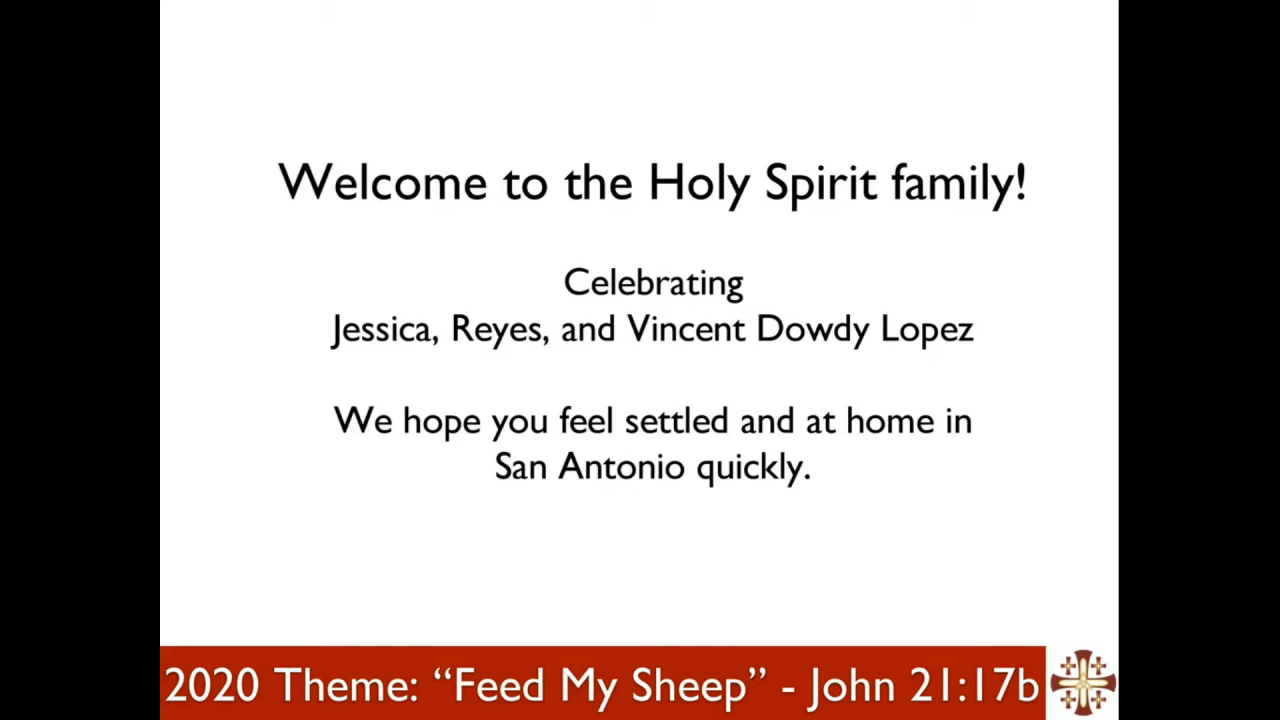 Welcome to the Holy Spirit family!
Celebrating
Jessica, Reyes, and Vincent Dowdy Lopez
We hope you feel settled and at home in
San Antonio quickly.
2020 Theme: “Feed My Sheep” - John 21:17b